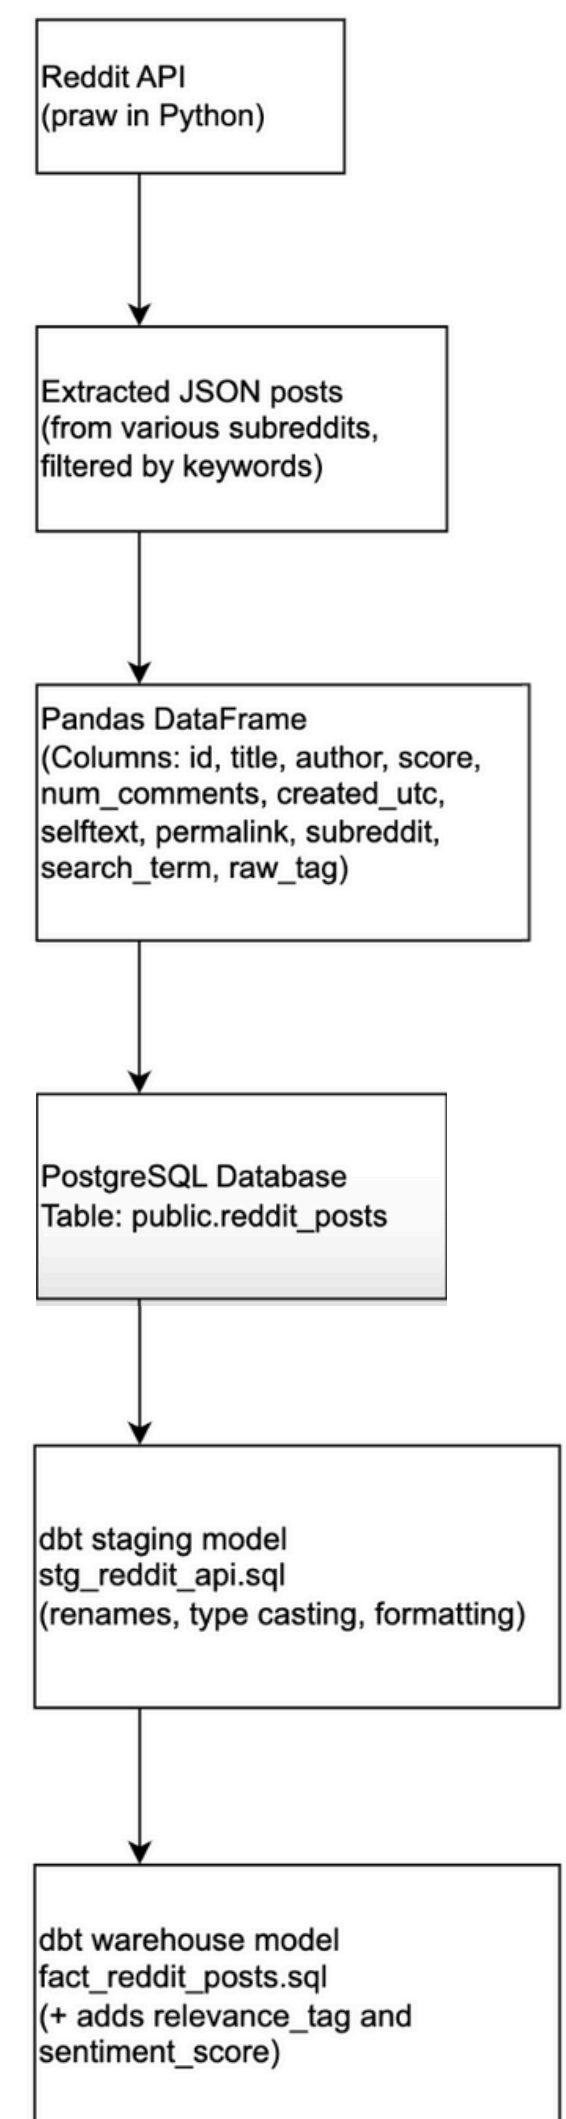 Reddit API
(praw in Python)
Extracted JSON posts
(from various subreddits,
filtered by keywords)
Pandas DataFrame
(Columns: id, title, author, score,
num_comments, created_utc,
selftext, permalink, subreddit,
search_term, raw_tag)
PostgreSQL Database
Table: public.reddit_posts
dbt staging model
stg_reddit_api.sql
(renames, type casting, formatting)
dbt warehouse model
fact_reddit_posts.sql
(+ adds relevance_tag and
sentiment_score)